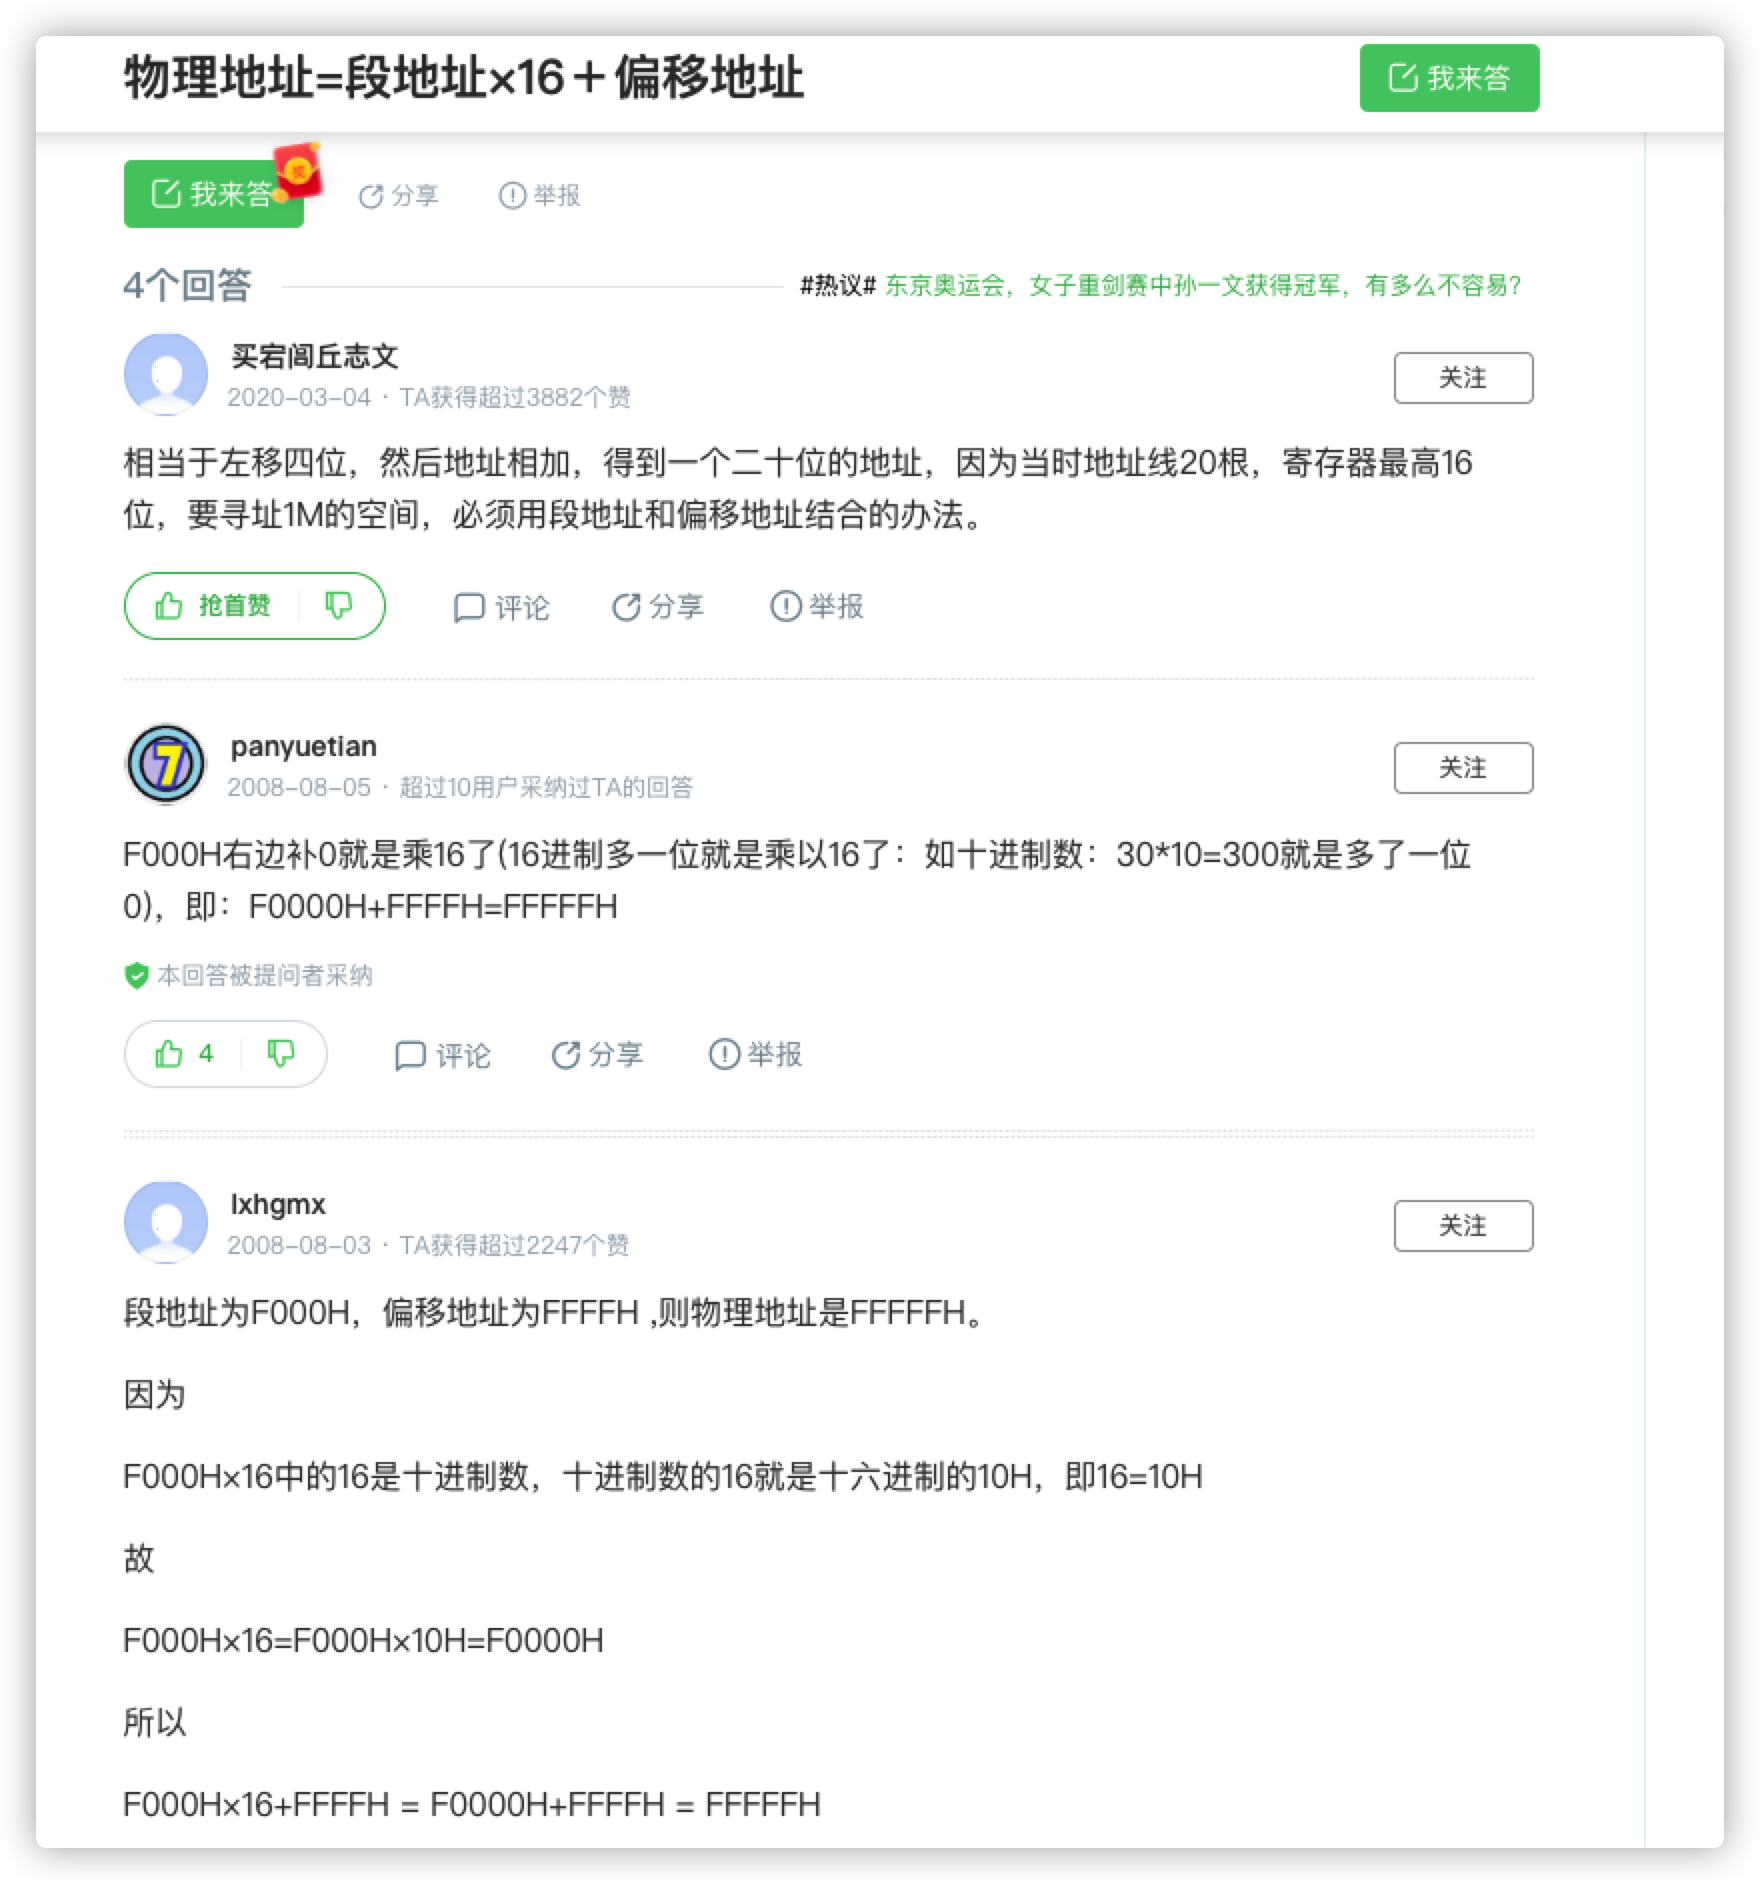 物理地址=段地址×16＋偏移地址
我来答
我来答
分享
举报
4个回答
#热议# 东京奥运会，女子重剑赛中孙一文获得冠军，有多么不容易？
买宕闾丘志文
2020-03-04 · TA获得超过3882个赞
关注
相当于左移四位，然后地址相加，得到一个二十位的地址，因为当时地址线20根，寄存器最高16
位，要寻址1M的空间，必须用段地址和偏移地址结合的办法。
抢首赞
评论
分享
举报
7
panyuetian
2008-08-05 · 超过10用户采纳过TA的回答
关注
F000H右边补0就是乘16了(16进制多一位就是乘以16了：如十进制数：30*10=300就是多了一位
0)，即：F0000H+FFFFH=FFFFFH
本回答被提问者采纳
4
评论
分享
举报
lxhgmx
2008-08-03 · TA获得超过2247个赞
关注
段地址为F000H，偏移地址为FFFFH ,则物理地址是FFFFFH。
因为
F000H×16中的16是十进制数，十进制数的16就是十六进制的10H，即16=10H
故
F000H×16=F000H×10H=F0000H
所以
F000H×16+FFFFH = F0000H+FFFFH = FFFFFH